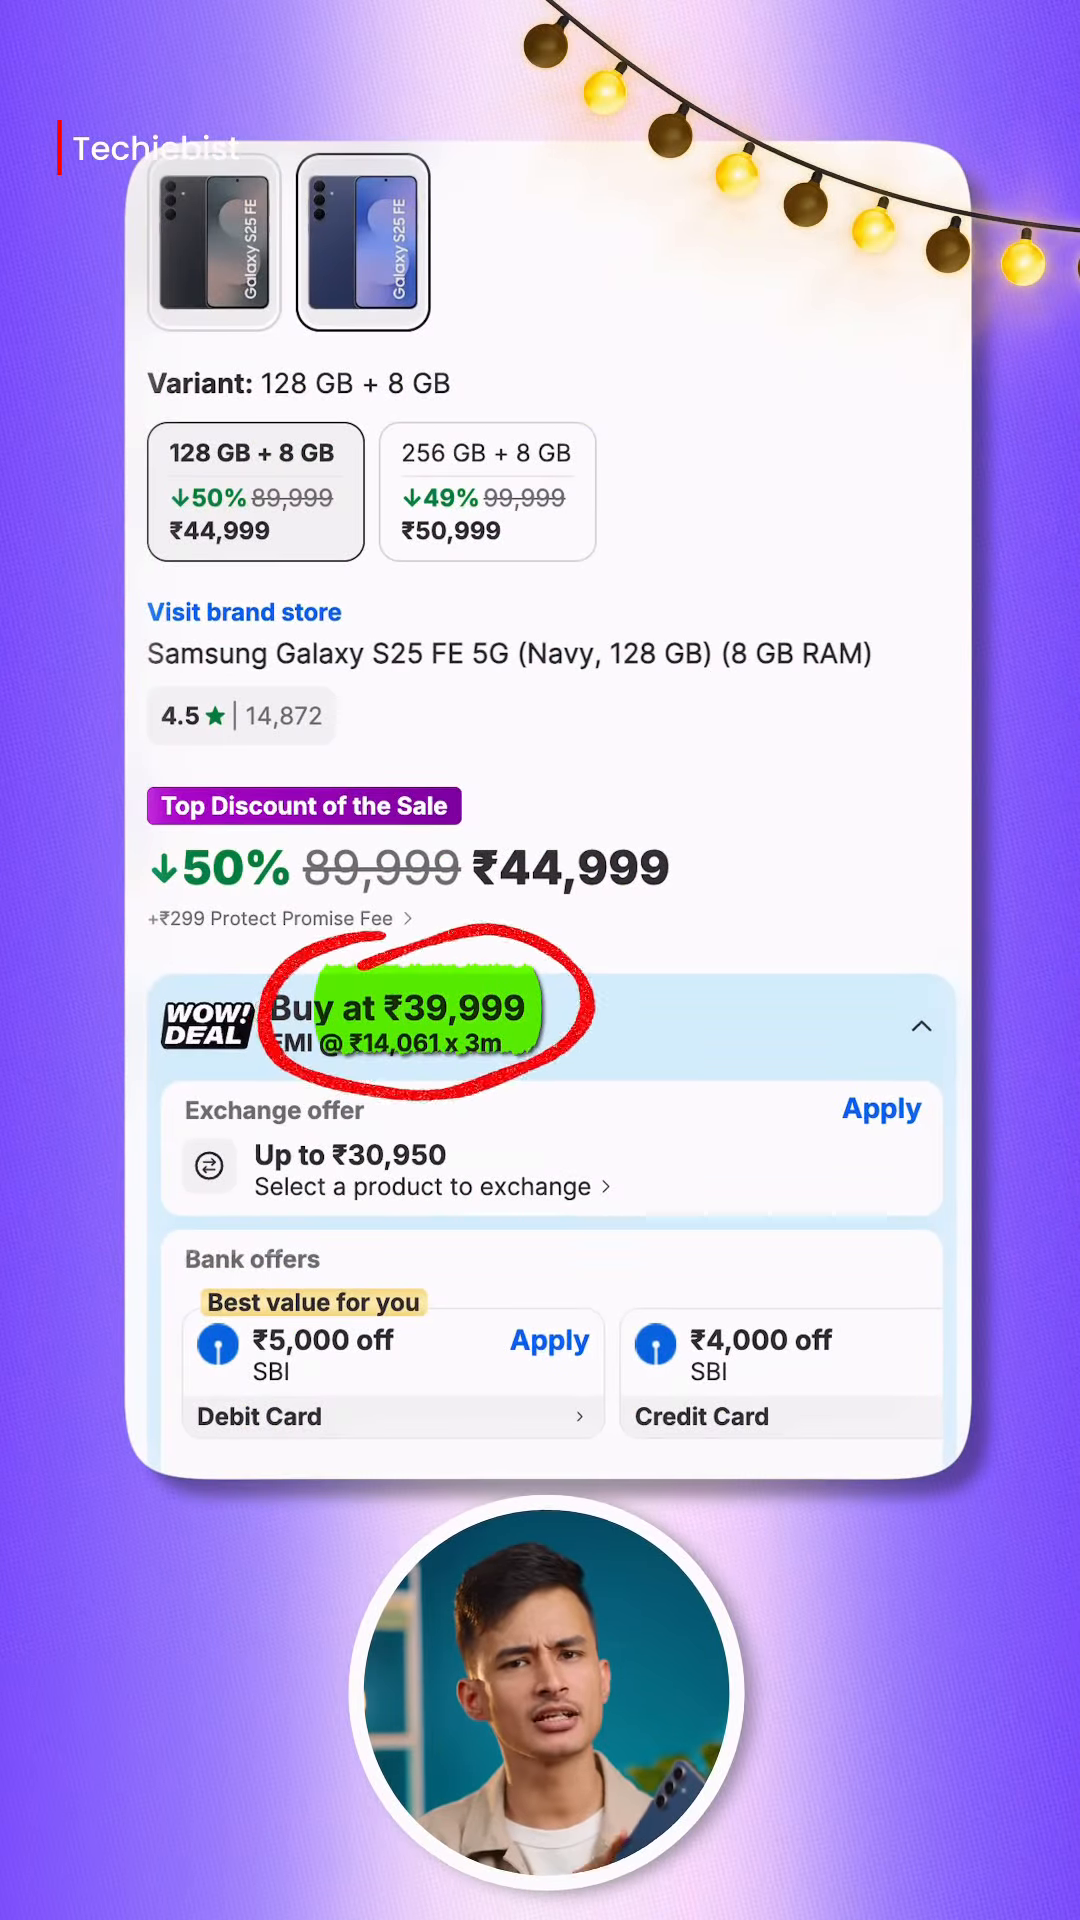 Techiebist
Galaxy S25 FE
Galaxy S25 FE
Variant: 128 GB + 8 GB
128 GB + 8 GB
↓50% 89,999
₹44,999
256 GB + 8 GB
↓49% 99,999
₹50,999
Visit brand store
Samsung Galaxy S25 FE 5G (Navy, 128 GB) (8 GB RAM)
4.5 ★ | 14,872
Top Discount of the Sale
↓50% 89,999 ₹44,999
+₹299 Protect Promise Fee >
WOW!
DEAL
Buy at ₹39,999
EMI @ ₹14,061 x 3m
Exchange offer
Apply
Up to ₹30,950
Select a product to exchange >
Bank offers
Best value for you
₹5,000 off
Apply
SBI
Debit Card >
₹4,000 off
SBI
Credit Card